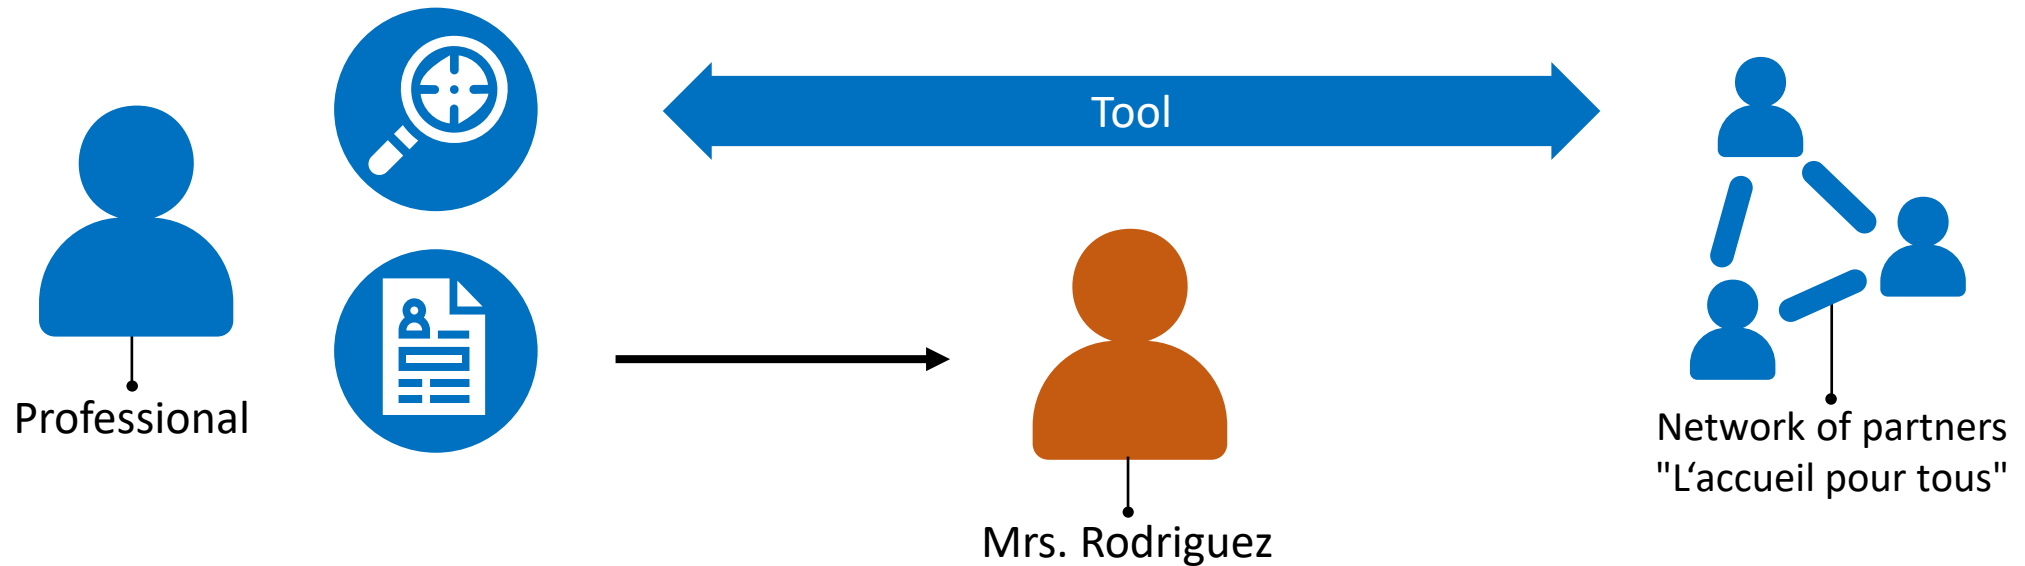 Tool
Professional
Mrs. Rodriguez
Network of partners
"L‘accueil pour tous"